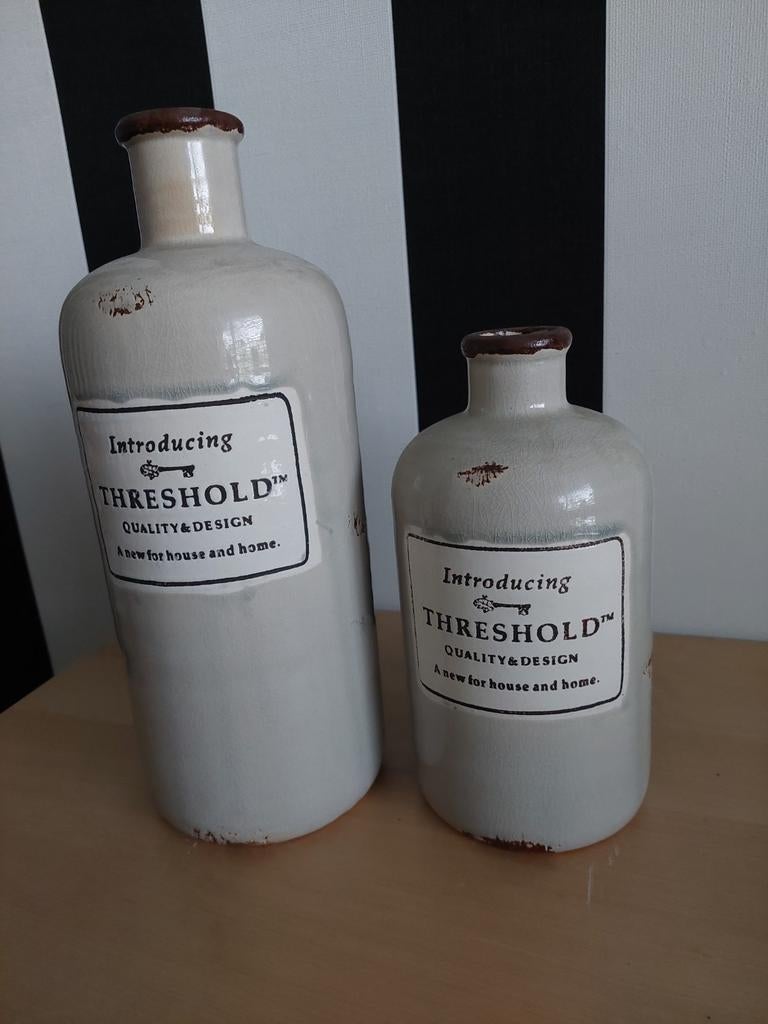 Introducing
THRESHOLD™
QUALITY&DESIGN
A new for house and home.
Introducing
THRESHOLD™
QUALITY&DESIGN
A new for house and home.